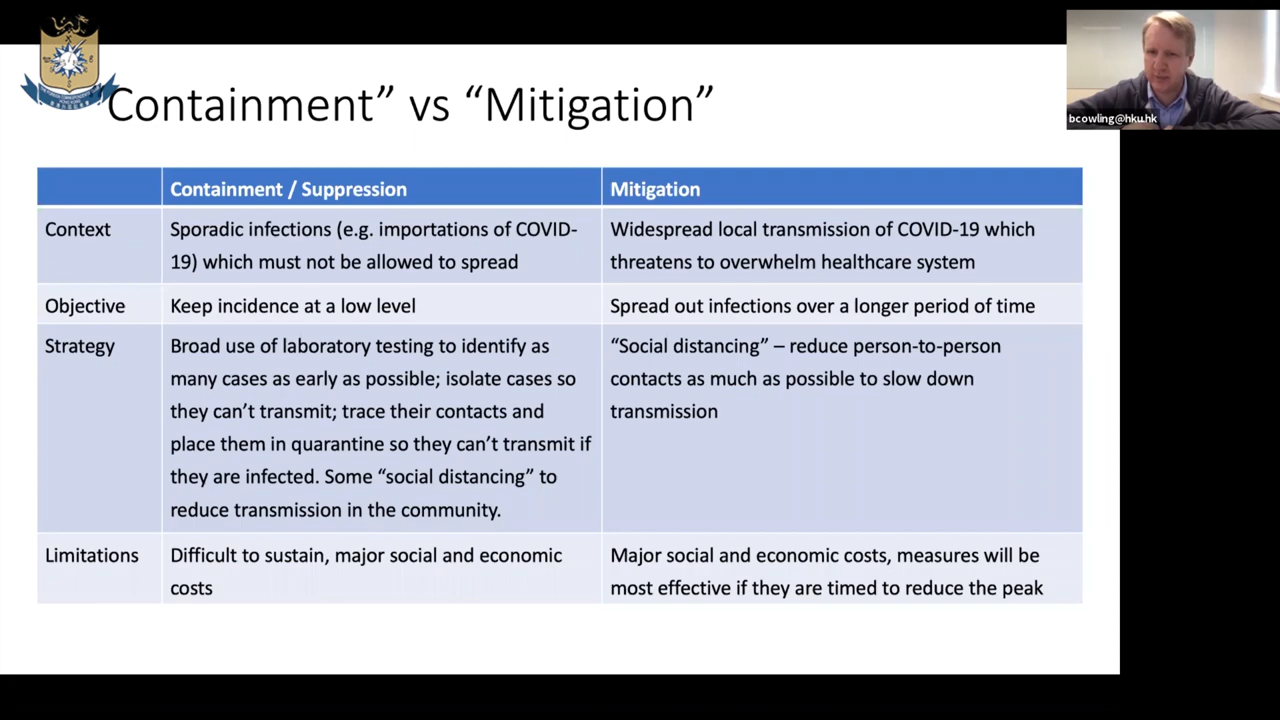 Containment” vs “Mitigation”
bcowling@hku.hk
Containment / Suppression
Mitigation
Context
Sporadic infections (e.g. importations of COVID-
19) which must not be allowed to spread
Widespread local transmission of COVID-19 which
threatens to overwhelm healthcare system
Objective
Keep incidence at a low level
Spread out infections over a longer period of time
Strategy
Broad use of laboratory testing to identify as
many cases as early as possible; isolate cases so
they can’t transmit; trace their contacts and
place them in quarantine so they can’t transmit if
they are infected. Some “social distancing” to
reduce transmission in the community.
“Social distancing” – reduce person-to-person
contacts as much as possible to slow down
transmission
Limitations
Difficult to sustain, major social and economic
costs
Major social and economic costs, measures will be
most effective if they are timed to reduce the peak